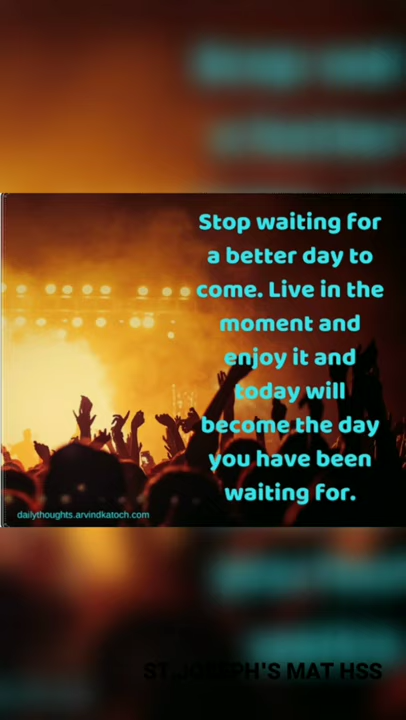 Stop waiting for
a better day to
come. Live in the
moment and
enjoy it and
today will
become the day
you have been
waiting for.
dailythoughts.arvindkatoch.com
ST.JOSEPH'S MAT HSS